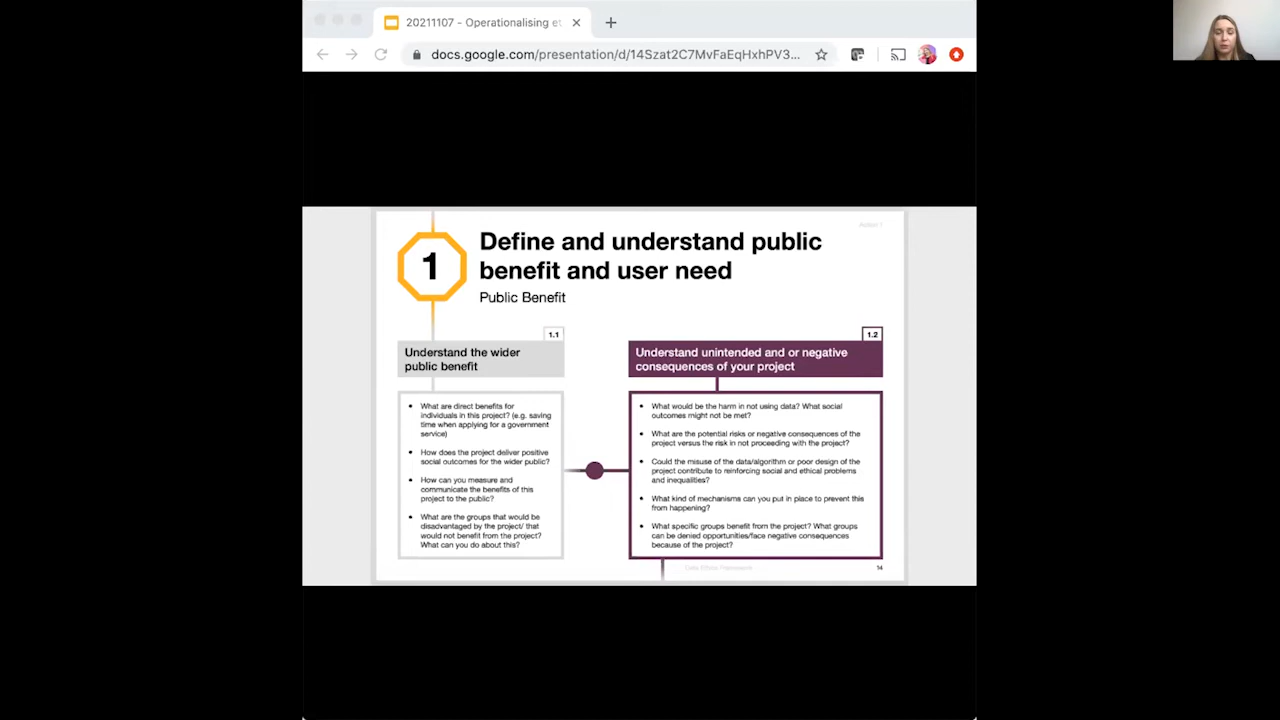 20211107 - Operationalising et
docs.google.com/presentation/d/14Szat2C7MvFaEqHxhPV3...
Action 1
1
Define and understand public
benefit and user need
Public Benefit
1.1
Understand the wider
public benefit
• What are direct benefits for
individuals in this project? (e.g. saving
time when applying for a government
service)
• How does the project deliver positive
social outcomes for the wider public?
• How can you measure and
communicate the benefits of this
project to the public?
• What are the groups that would be
disadvantaged by the project/ that
would not benefit from the project?
What can you do about this?
1.2
Understand unintended and or negative
consequences of your project
• What would be the harm in not using data? What social
outcomes might not be met?
• What are the potential risks or negative consequences of the
project versus the risk in not proceeding with the project?
• Could the misuse of the data/algorithm or poor design of the
project contribute to reinforcing social and ethical problems
and inequalities?
• What kind of mechanisms can you put in place to prevent this
from happening?
• What specific groups benefit from the project? What groups
can be denied opportunities/face negative consequences
because of the project?
Data Ethics Framework
14